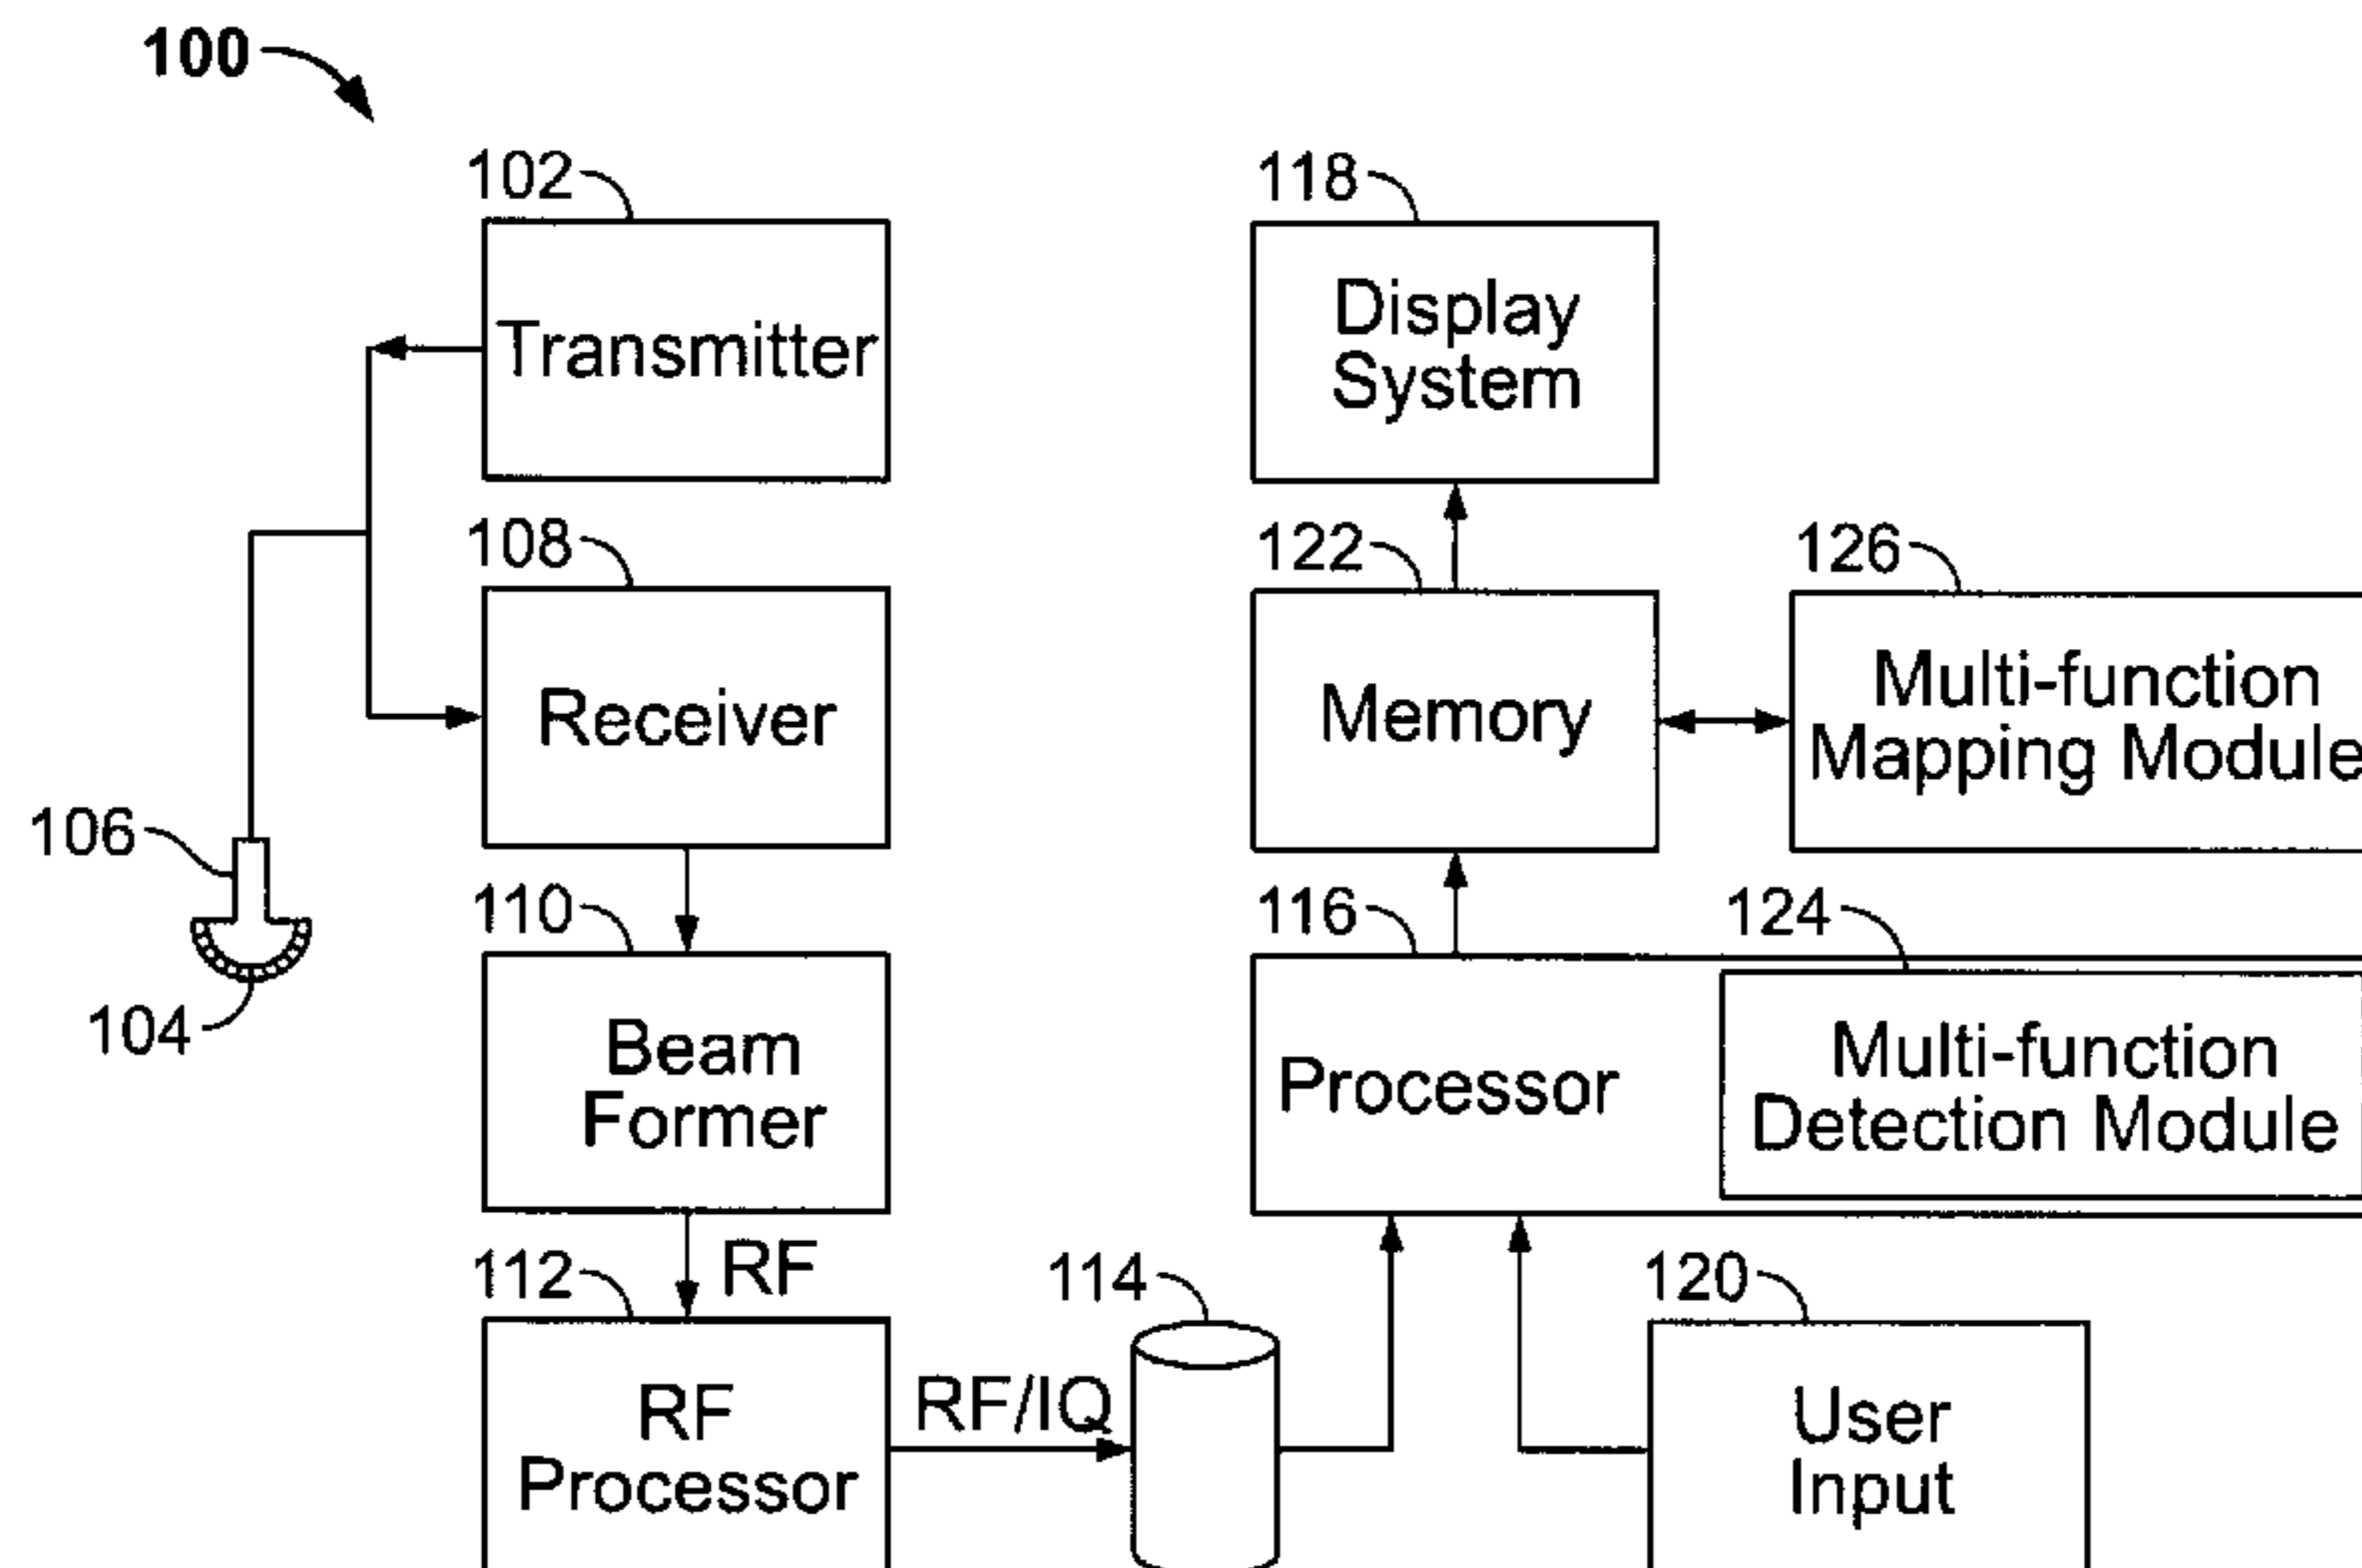 100
102
Transmitter
118
Display
System
108
Receiver
122
Memory
126
Multi-function
Mapping Module
106
104
110
Beam
Former
116
Processor
124
Multi-function
Detection Module
RF
112
RF
Processor
RF/IQ
114
120
User
Input